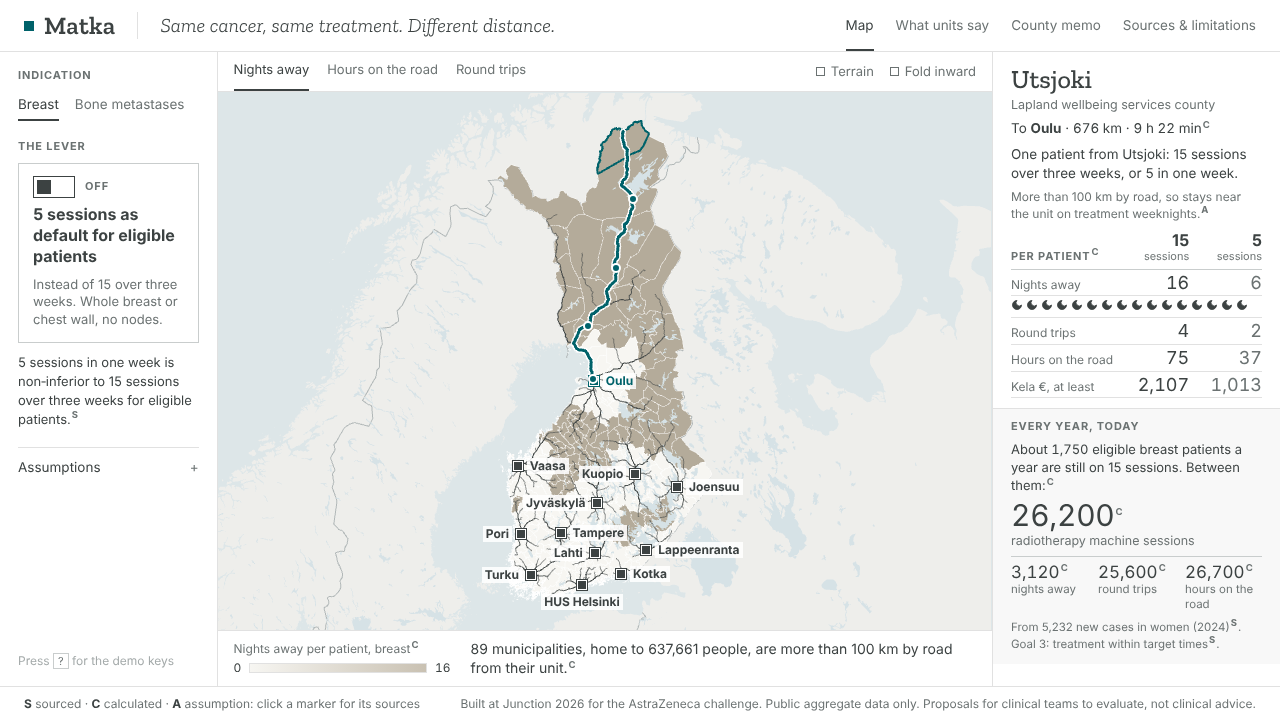 Matka
Same cancer, same treatment. Different distance.
Map
What units say
County memo
Sources & limitations
INDICATION
Breast
Bone metastases
THE LEVER
OFF
5 sessions as
default for eligible
patients
Instead of 15 over three
weeks. Whole breast or
chest wall, no nodes.
5 sessions in one week is
non-inferior to 15 sessions
over three weeks for eligible
patients.S
Assumptions +
Press ? for the demo keys
Nights away
Hours on the road
Round trips
Terrain
Fold inward
Oulu
Vaasa
Kuopio
Joensuu
Jyväskylä
Pori
Tampere
Lahti
Lappeenranta
Turku
Kotka
HUS Helsinki
Nights away per patient, breastC
0 16
89 municipalities, home to 637,661 people, are more than 100 km by road
from their unit.C
Utsjoki
Lapland wellbeing services county
To Oulu · 676 km · 9 h 22 minC
One patient from Utsjoki: 15 sessions
over three weeks, or 5 in one week.
More than 100 km by road, so stays near
the unit on treatment weeknights.A
15 5
PER PATIENTC sessions sessions
Nights away 16 6
Round trips 4 2
Hours on the road 75 37
Kela €, at least 2,107 1,013
EVERY YEAR, TODAY
About 1,750 eligible breast patients a
year are still on 15 sessions. Between
them:C
26,200C
radiotherapy machine sessions
3,120C 25,600C 26,700C
nights away round trips hours on the
road
From 5,232 new cases in women (2024)S.
Goal 3: treatment within target timesS.
S sourced · C calculated · A assumption: click a marker for its sources
Built at Junction 2026 for the AstraZeneca challenge. Public aggregate data only. Proposals for clinical teams to evaluate, not clinical advice.